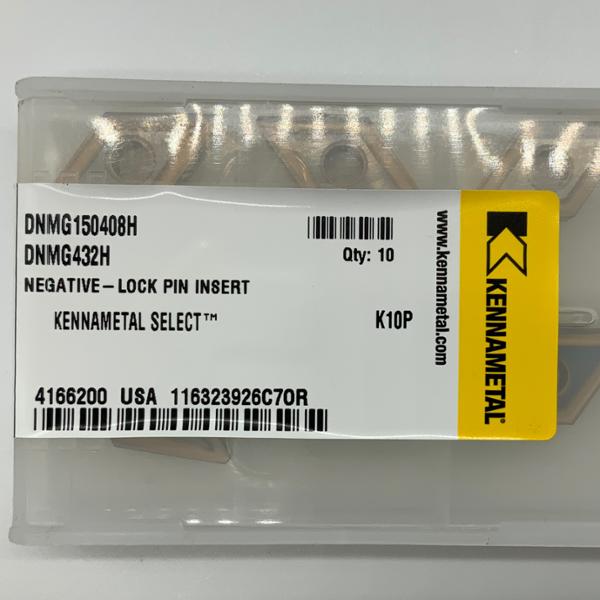 DNMG150408H
DNMG432H
Qty: 10
NEGATIVE-LOCK PIN INSERT
KENNAMETAL SELECT™
K10P
4166200 USA 116323926C70R
www.kennametal.com
KENNAMETAL®